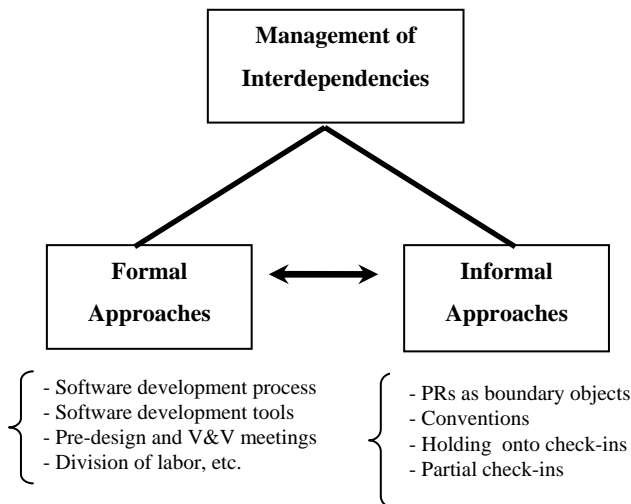 Management of
Interdependencies
Formal
Approaches
Informal
Approaches
- Software development process
- Software development tools
- Pre-design and V&V meetings
- Division of labor, etc.
- PRs as boundary objects
- Conventions
- Holding onto check-ins
- Partial check-ins